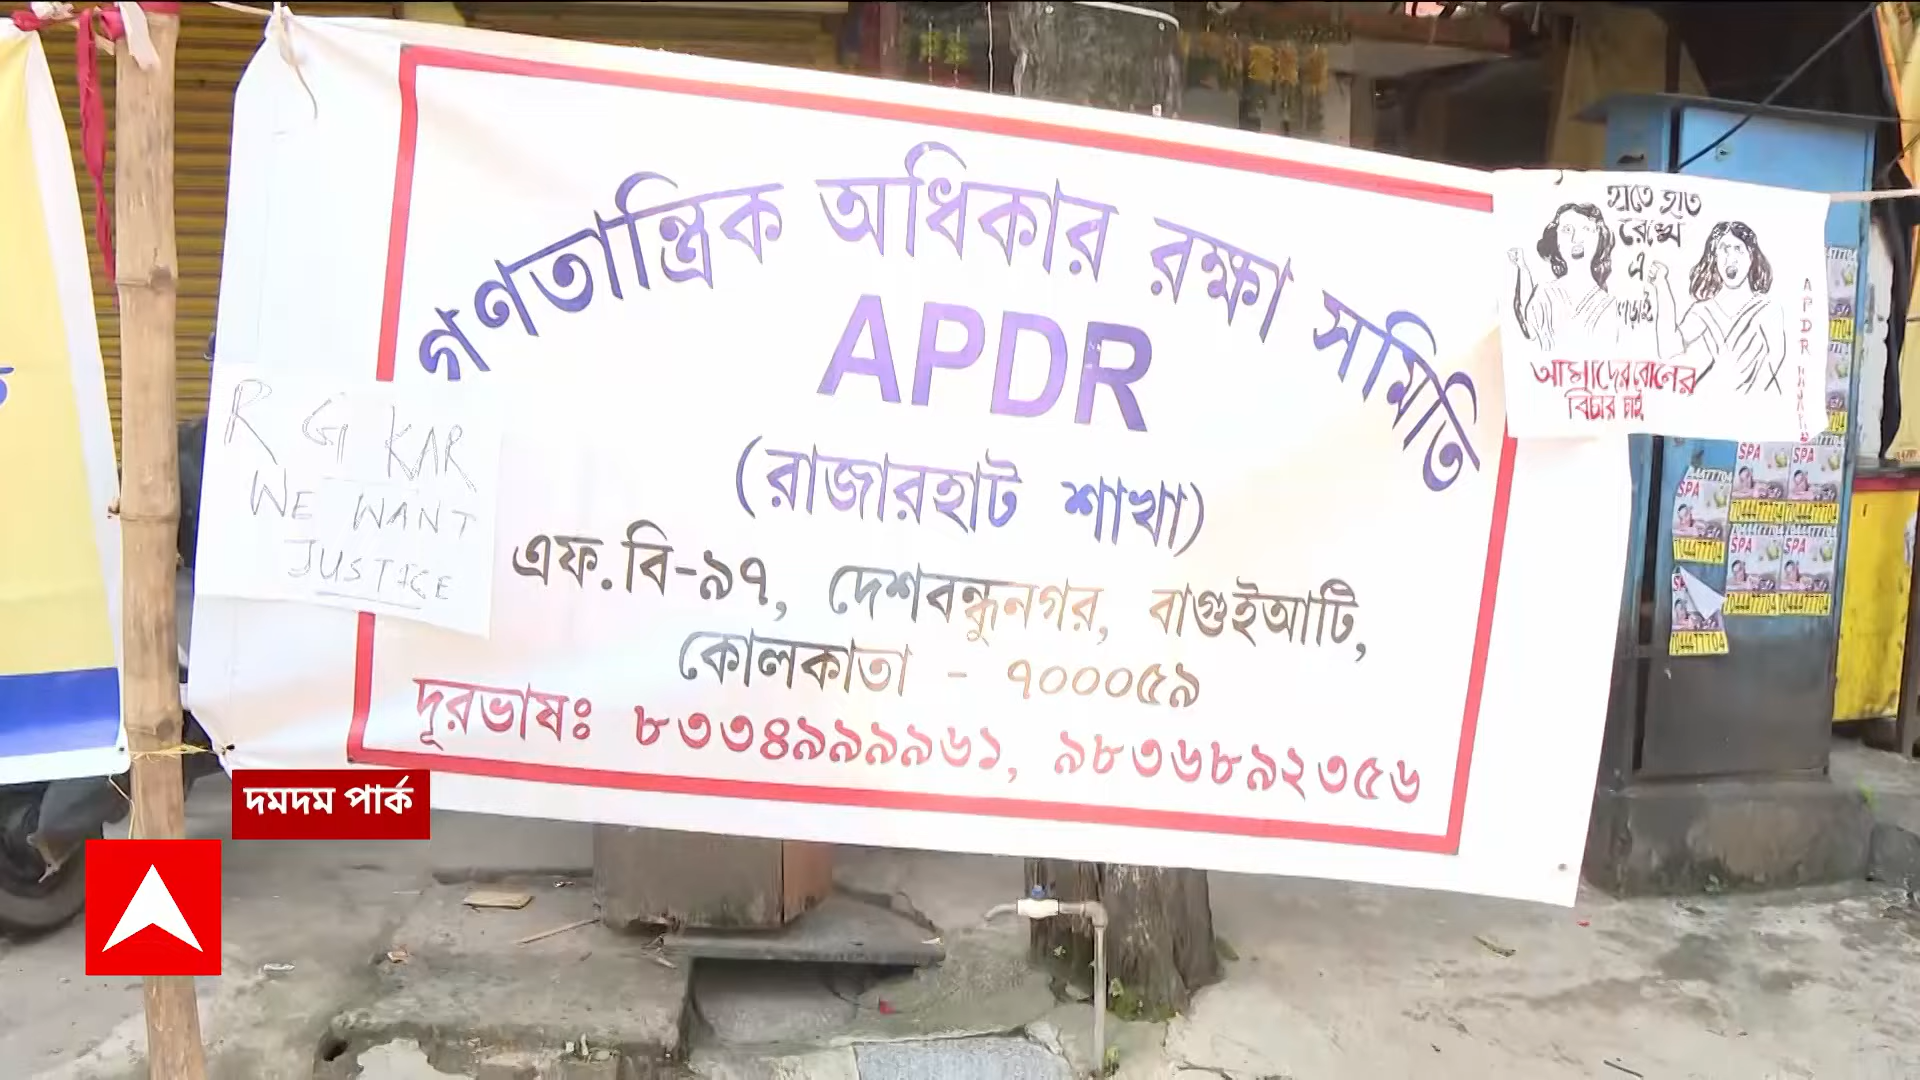 গণতান্ত্রিক অধিকার রক্ষা সমিতি
APDR
(রাজারহাট শাখা)
এফ.বি-৯৭, দেশবন্ধুনগর, বাগুইআটি,
কোলকাতা - ৭০০০৫৯
দূরভাষঃ ৮৩৩৪৯৯৯৯৬১, ৯৮৩৬৮৯২৩৫৬
R G KAR
WE WANT
JUSTICE
হাতে হাত
রেখে
এ
লড়াই
আমাদের বোনের
বিচার চাই
APDR
SPA
SPA
SPA
SPA
SPA
দমদম পার্ক